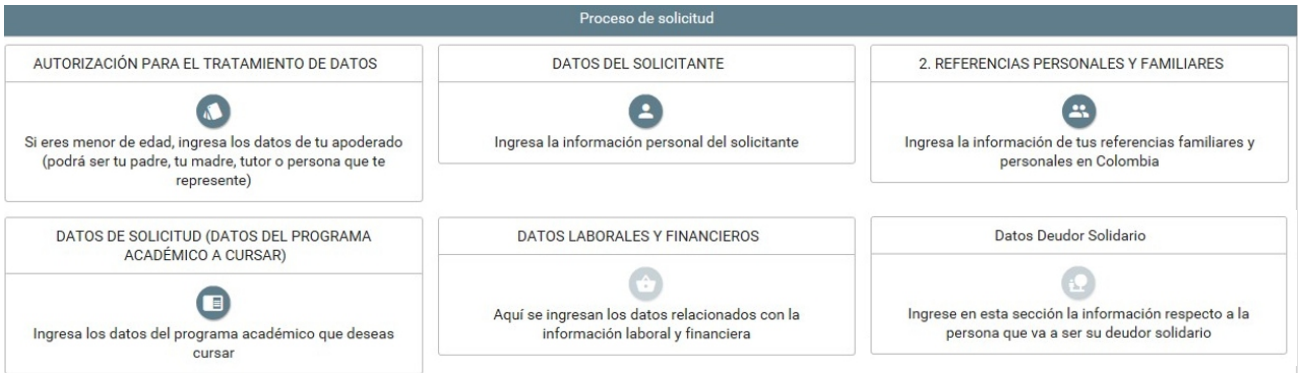 Proceso de solicitud
AUTORIZACIÓN PARA EL TRATAMIENTO DE DATOS
Si eres menor de edad, ingresa los datos de tu apoderado
(podrá ser tu padre, tu madre, tutor o persona que te
represente)
DATOS DEL SOLICITANTE
Ingresa la información personal del solicitante
2. REFERENCIAS PERSONALES Y FAMILIARES
Ingresa la información de tus referencias familiares y
personales en Colombia
DATOS DE SOLICITUD (DATOS DEL PROGRAMA
ACADÉMICO A CURSAR)
Ingresa los datos del programa académico que deseas
cursar
DATOS LABORALES Y FINANCIEROS
Aquí se ingresan los datos relacionados con la
información laboral y financiera
Datos Deudor Solidario
Ingrese en esta sección la información respecto a la
persona que va a ser su deudor solidario